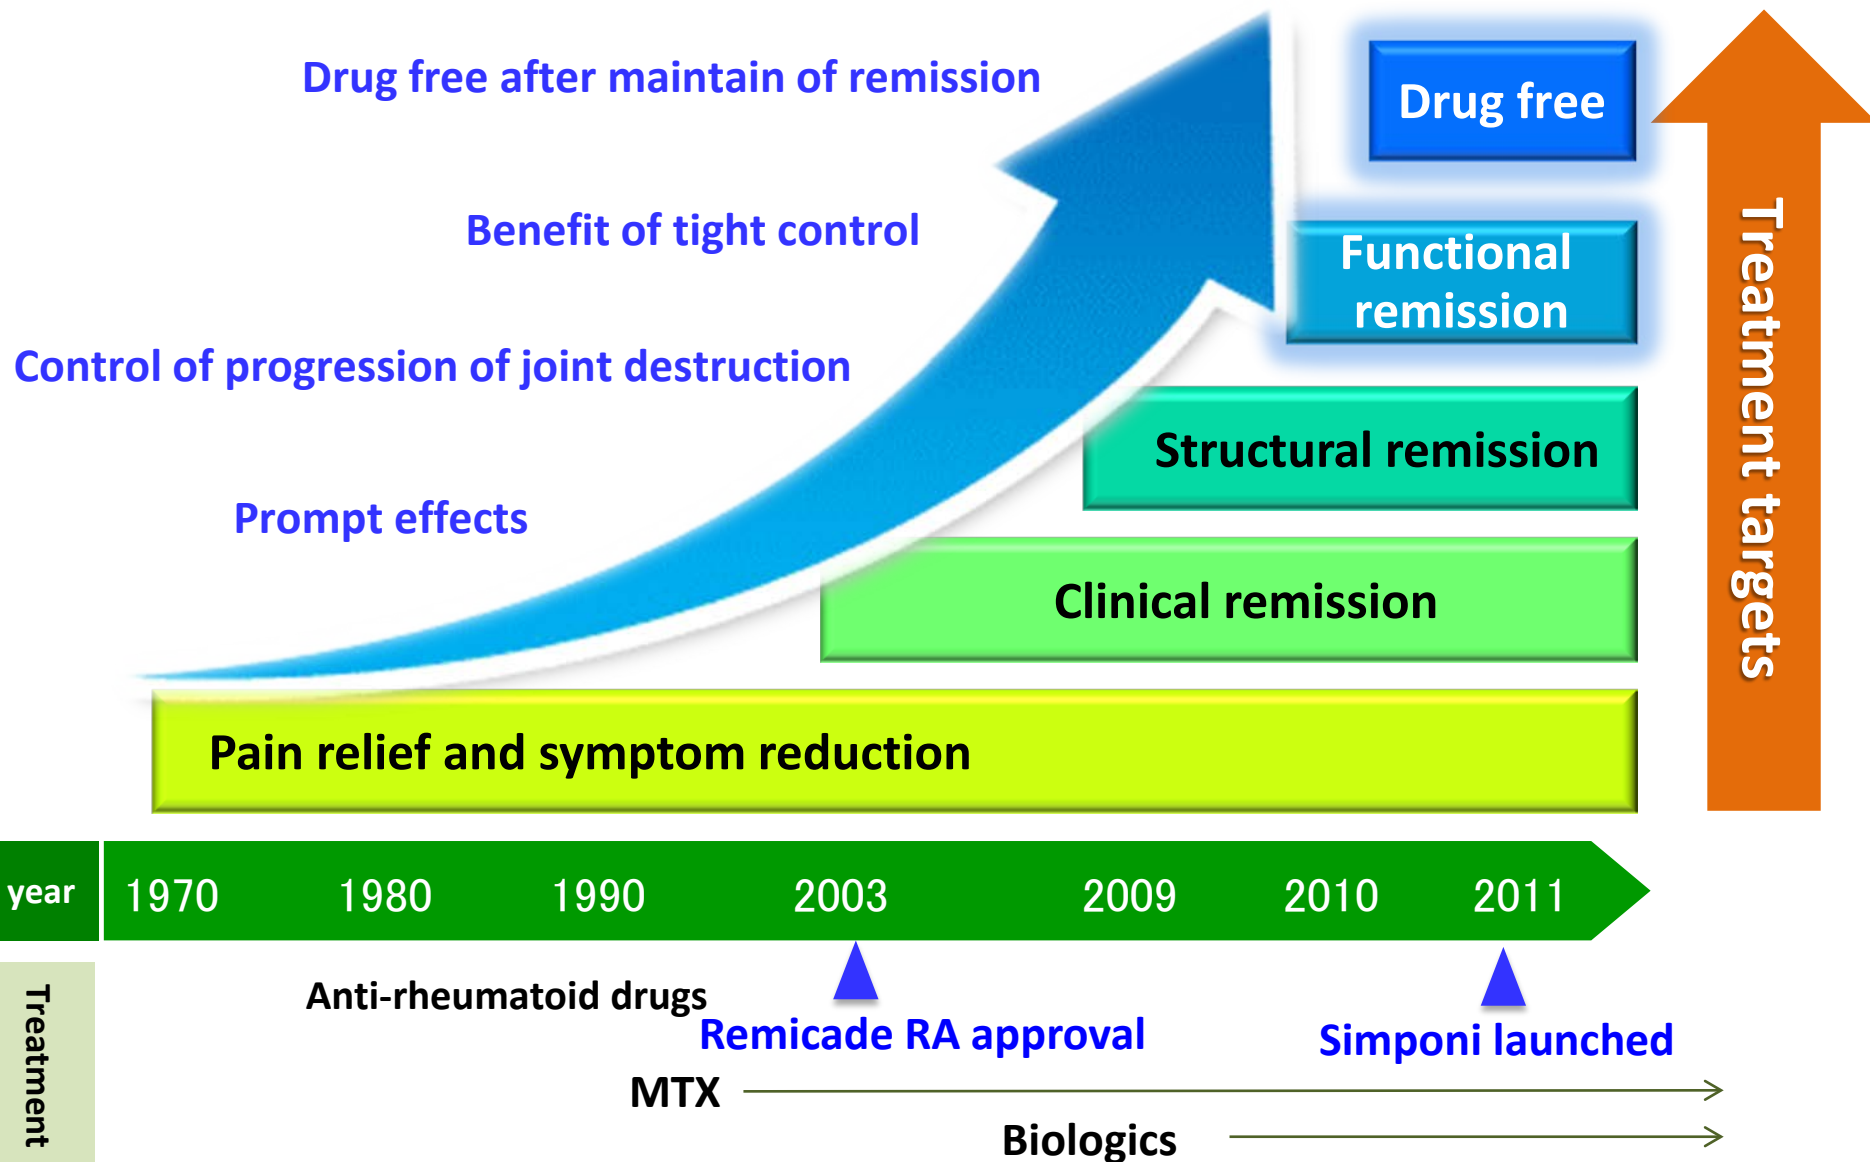 Drug free after maintain of remission
Drug free
Benefit of tight control
Functional
remission
Control of progression of joint destruction
Structural remission
Prompt effects
Clinical remission
Pain relief and symptom reduction
Treatment targets
year 1970 1980 1990 2003 2009 2010 2011
Treatment
Anti-rheumatoid drugs
Remicade RA approval
Simponi launched
MTX
Biologics